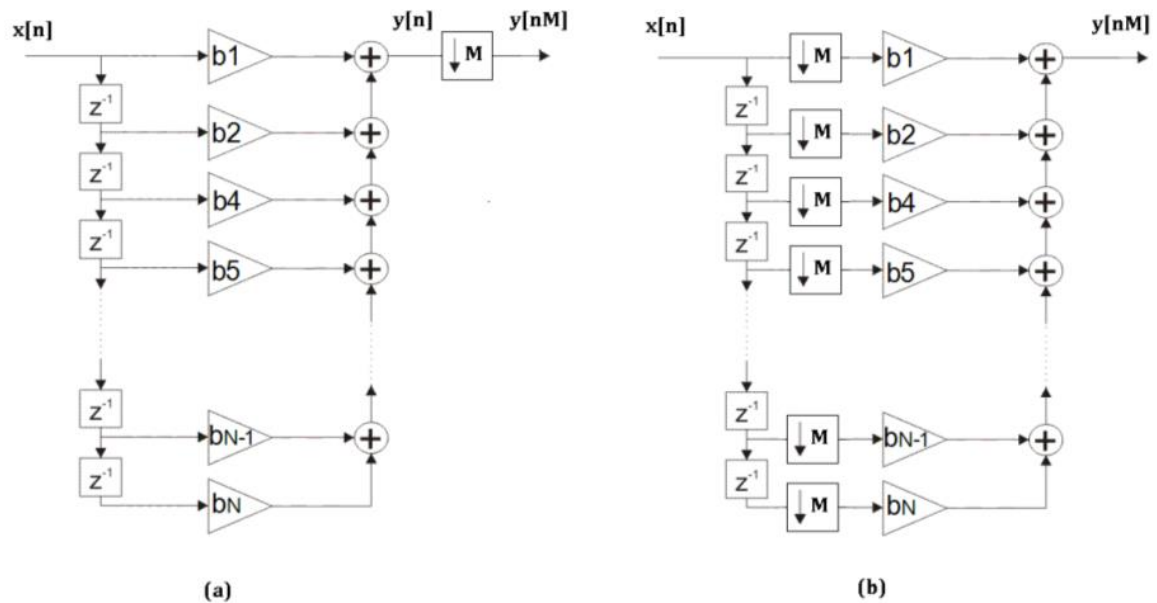 x[n] y[n] y[nM]
b1 + ↓ M
z⁻¹
b2 +
z⁻¹
b4 +
z⁻¹
b5 +
z⁻¹
bN-1 +
z⁻¹
bN
(a)
x[n] y[nM]
↓ M b1 +
z⁻¹
↓ M b2 +
z⁻¹
↓ M b4 +
z⁻¹
↓ M b5 +
z⁻¹
↓ M bN-1 +
z⁻¹
↓ M bN
(b)